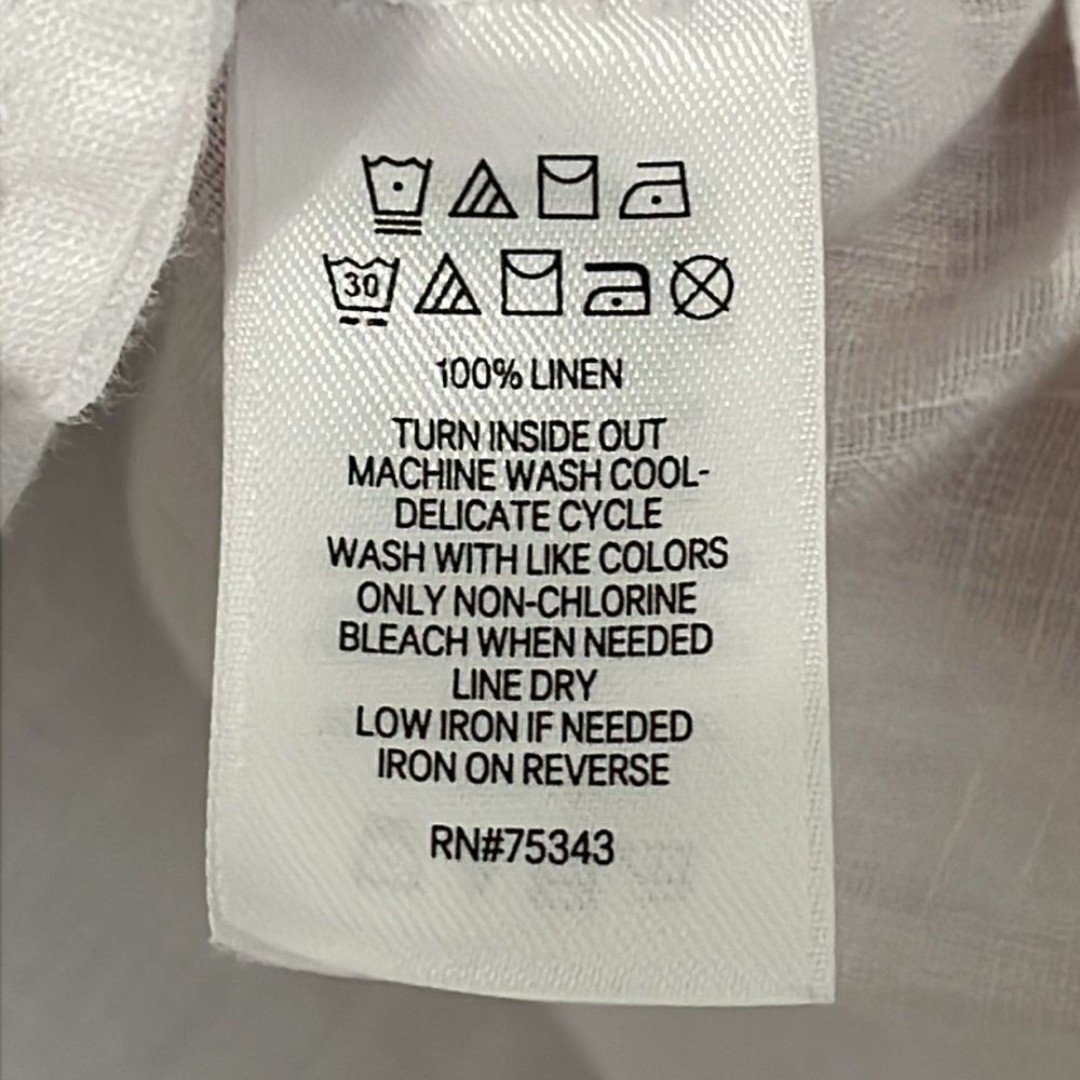 30
100% LINEN
TURN INSIDE OUT
MACHINE WASH COOL-
DELICATE CYCLE
WASH WITH LIKE COLORS
ONLY NON-CHLORINE
BLEACH WHEN NEEDED
LINE DRY
LOW IRON IF NEEDED
IRON ON REVERSE
RN#75343